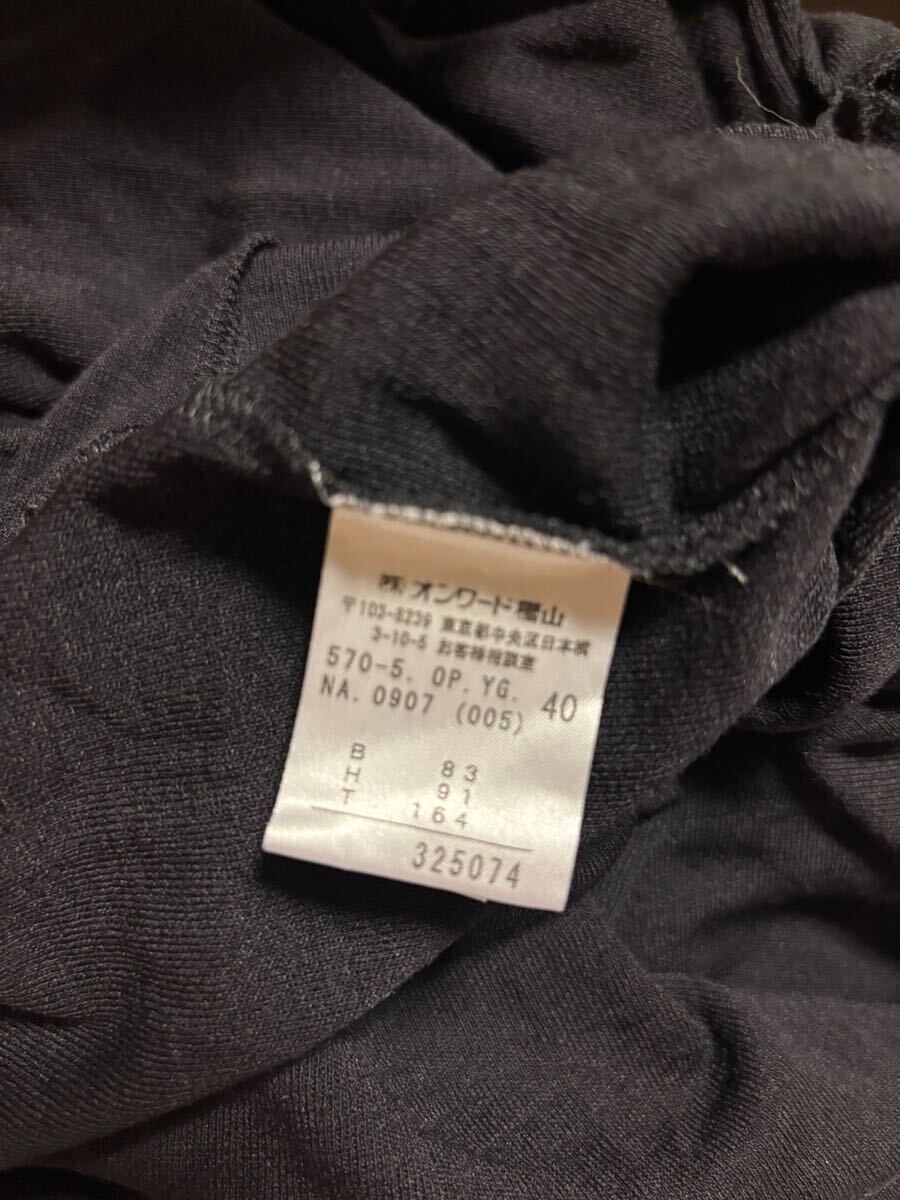 ㈱オンワード樫山
〒103-8239 東京都中央区日本橋
3-10-5 お客様相談室
570-5. OP. YG. 40
NA. 0907 (005)
B 83
H 91
T 164
325074